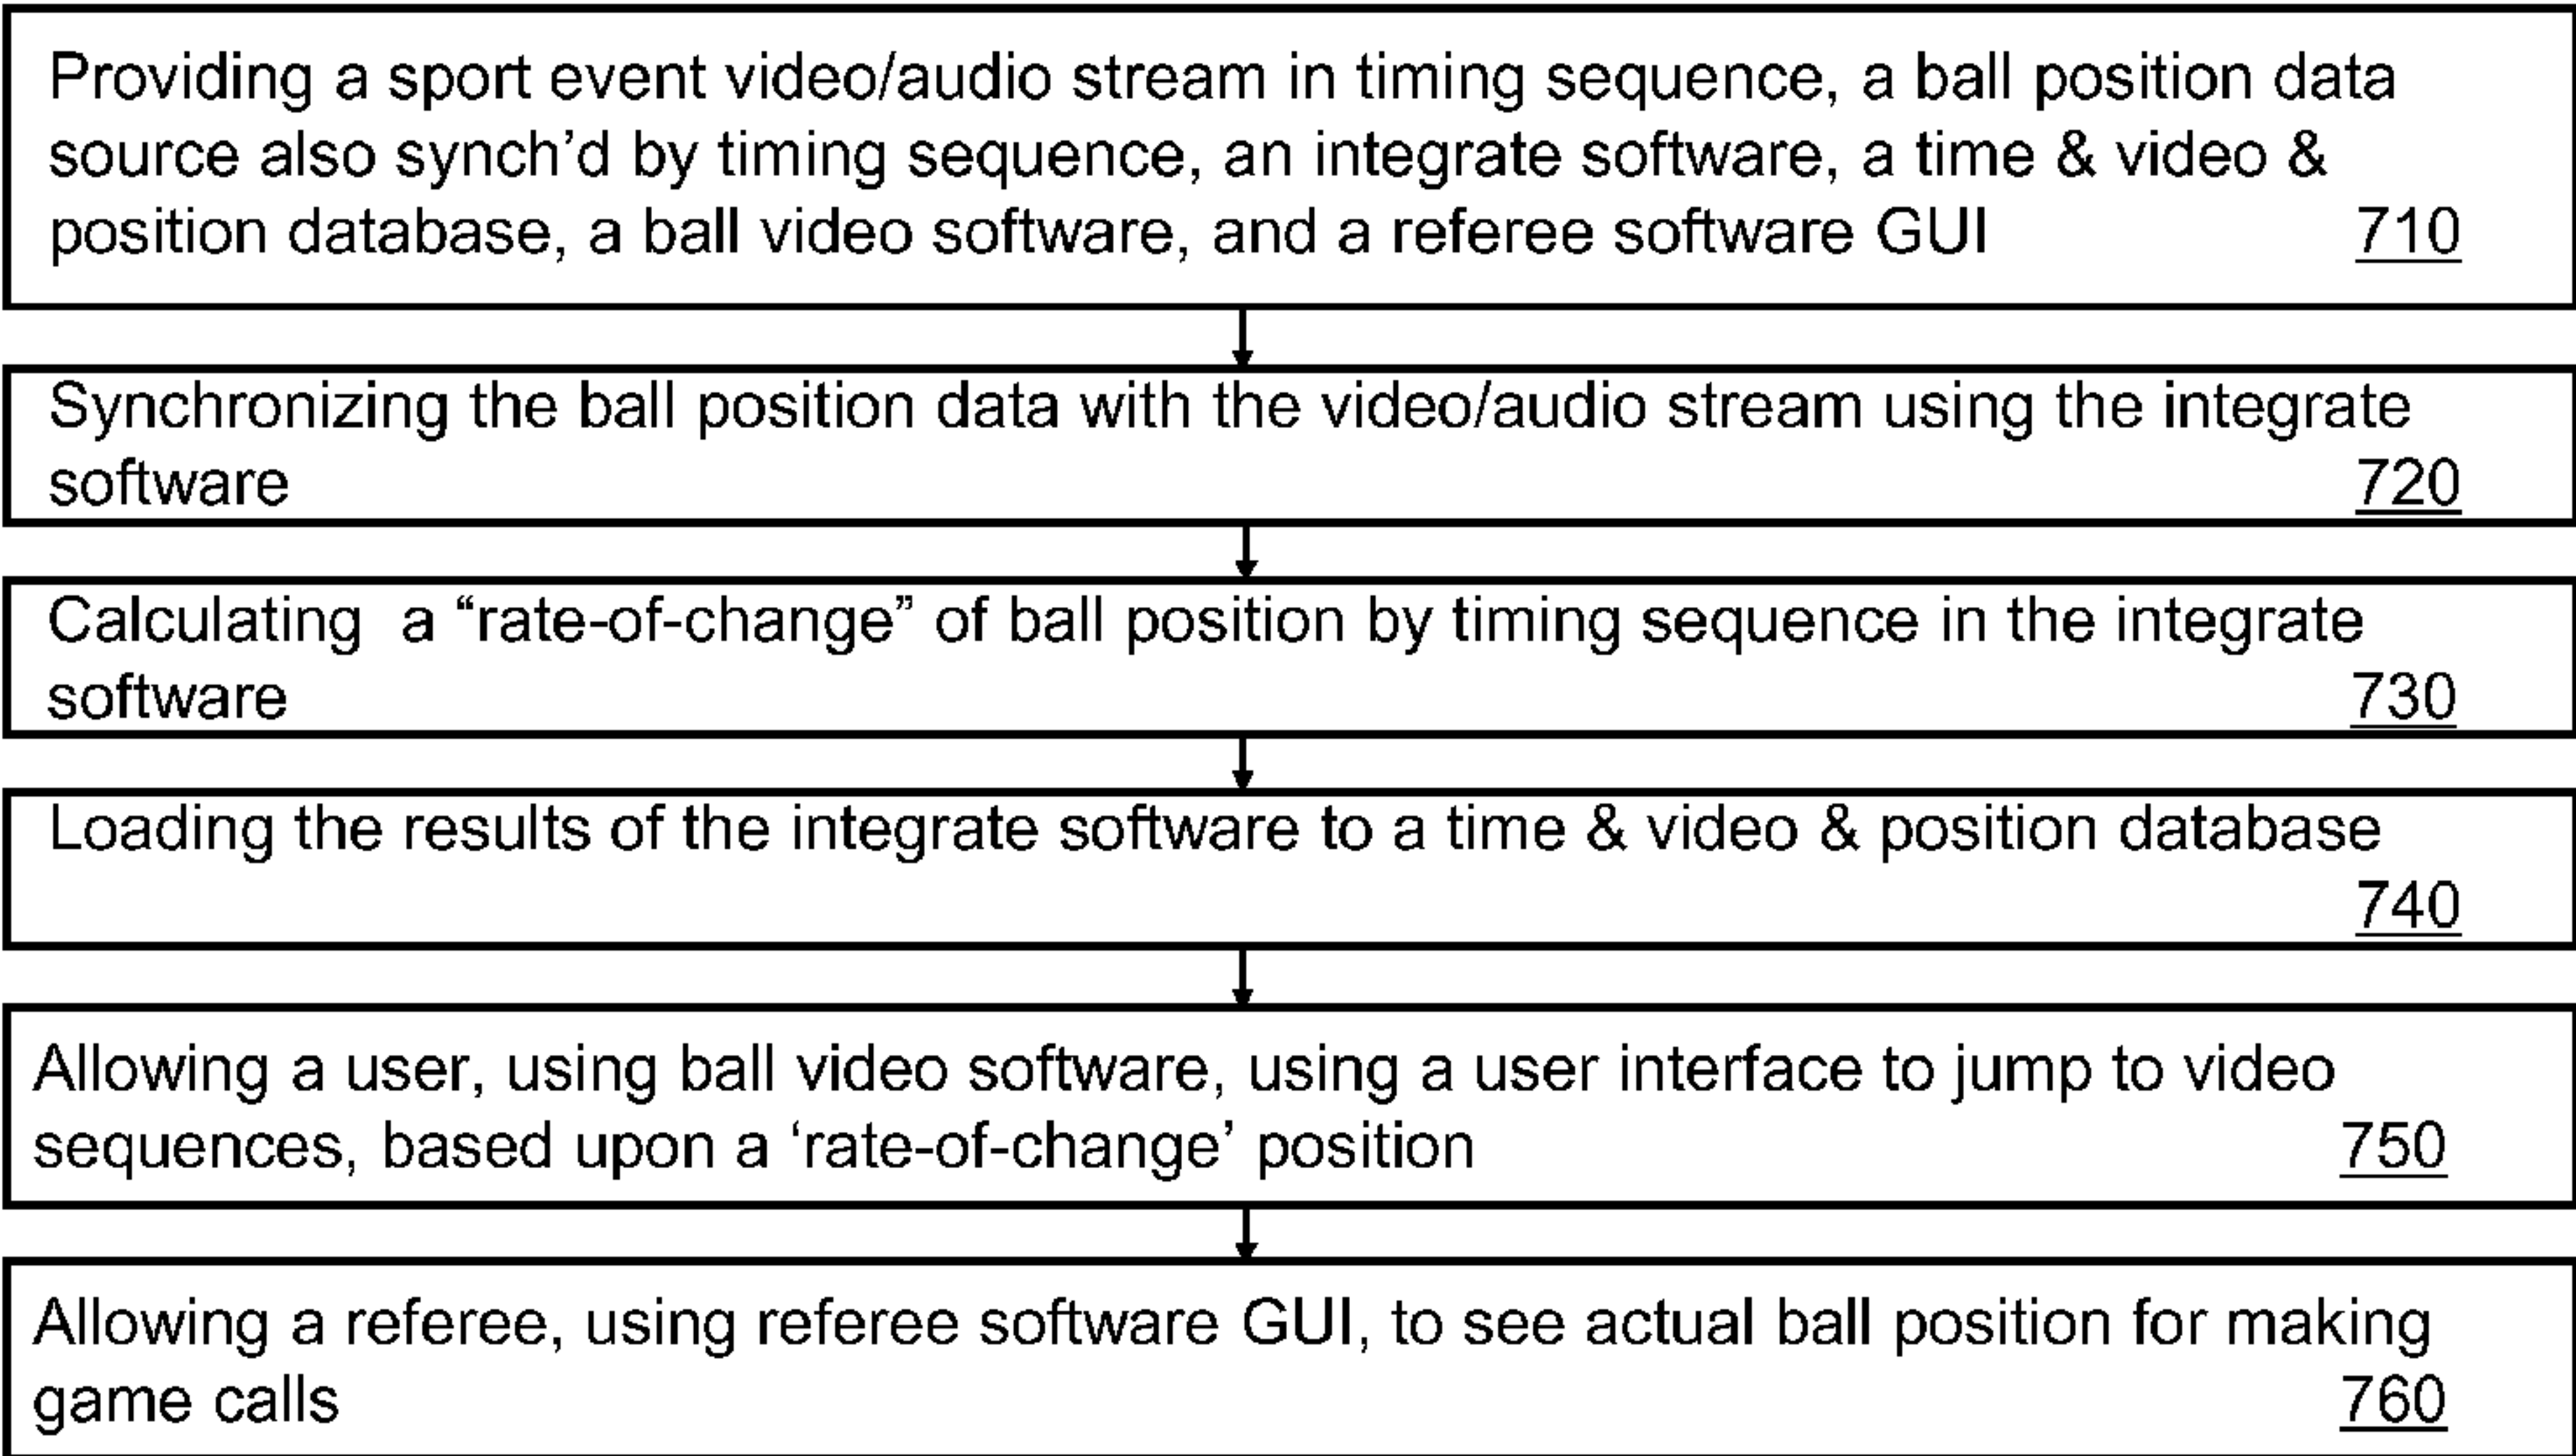 Providing a sport event video/audio stream in timing sequence, a ball position data
source also synch’d by timing sequence, an integrate software, a time & video &
position database, a ball video software, and a referee software GUI 710
Synchronizing the ball position data with the video/audio stream using the integrate
software 720
Calculating a “rate-of-change” of ball position by timing sequence in the integrate
software 730
Loading the results of the integrate software to a time & video & position database
740
Allowing a user, using ball video software, using a user interface to jump to video
sequences, based upon a ‘rate-of-change’ position 750
Allowing a referee, using referee software GUI, to see actual ball position for making
game calls 760